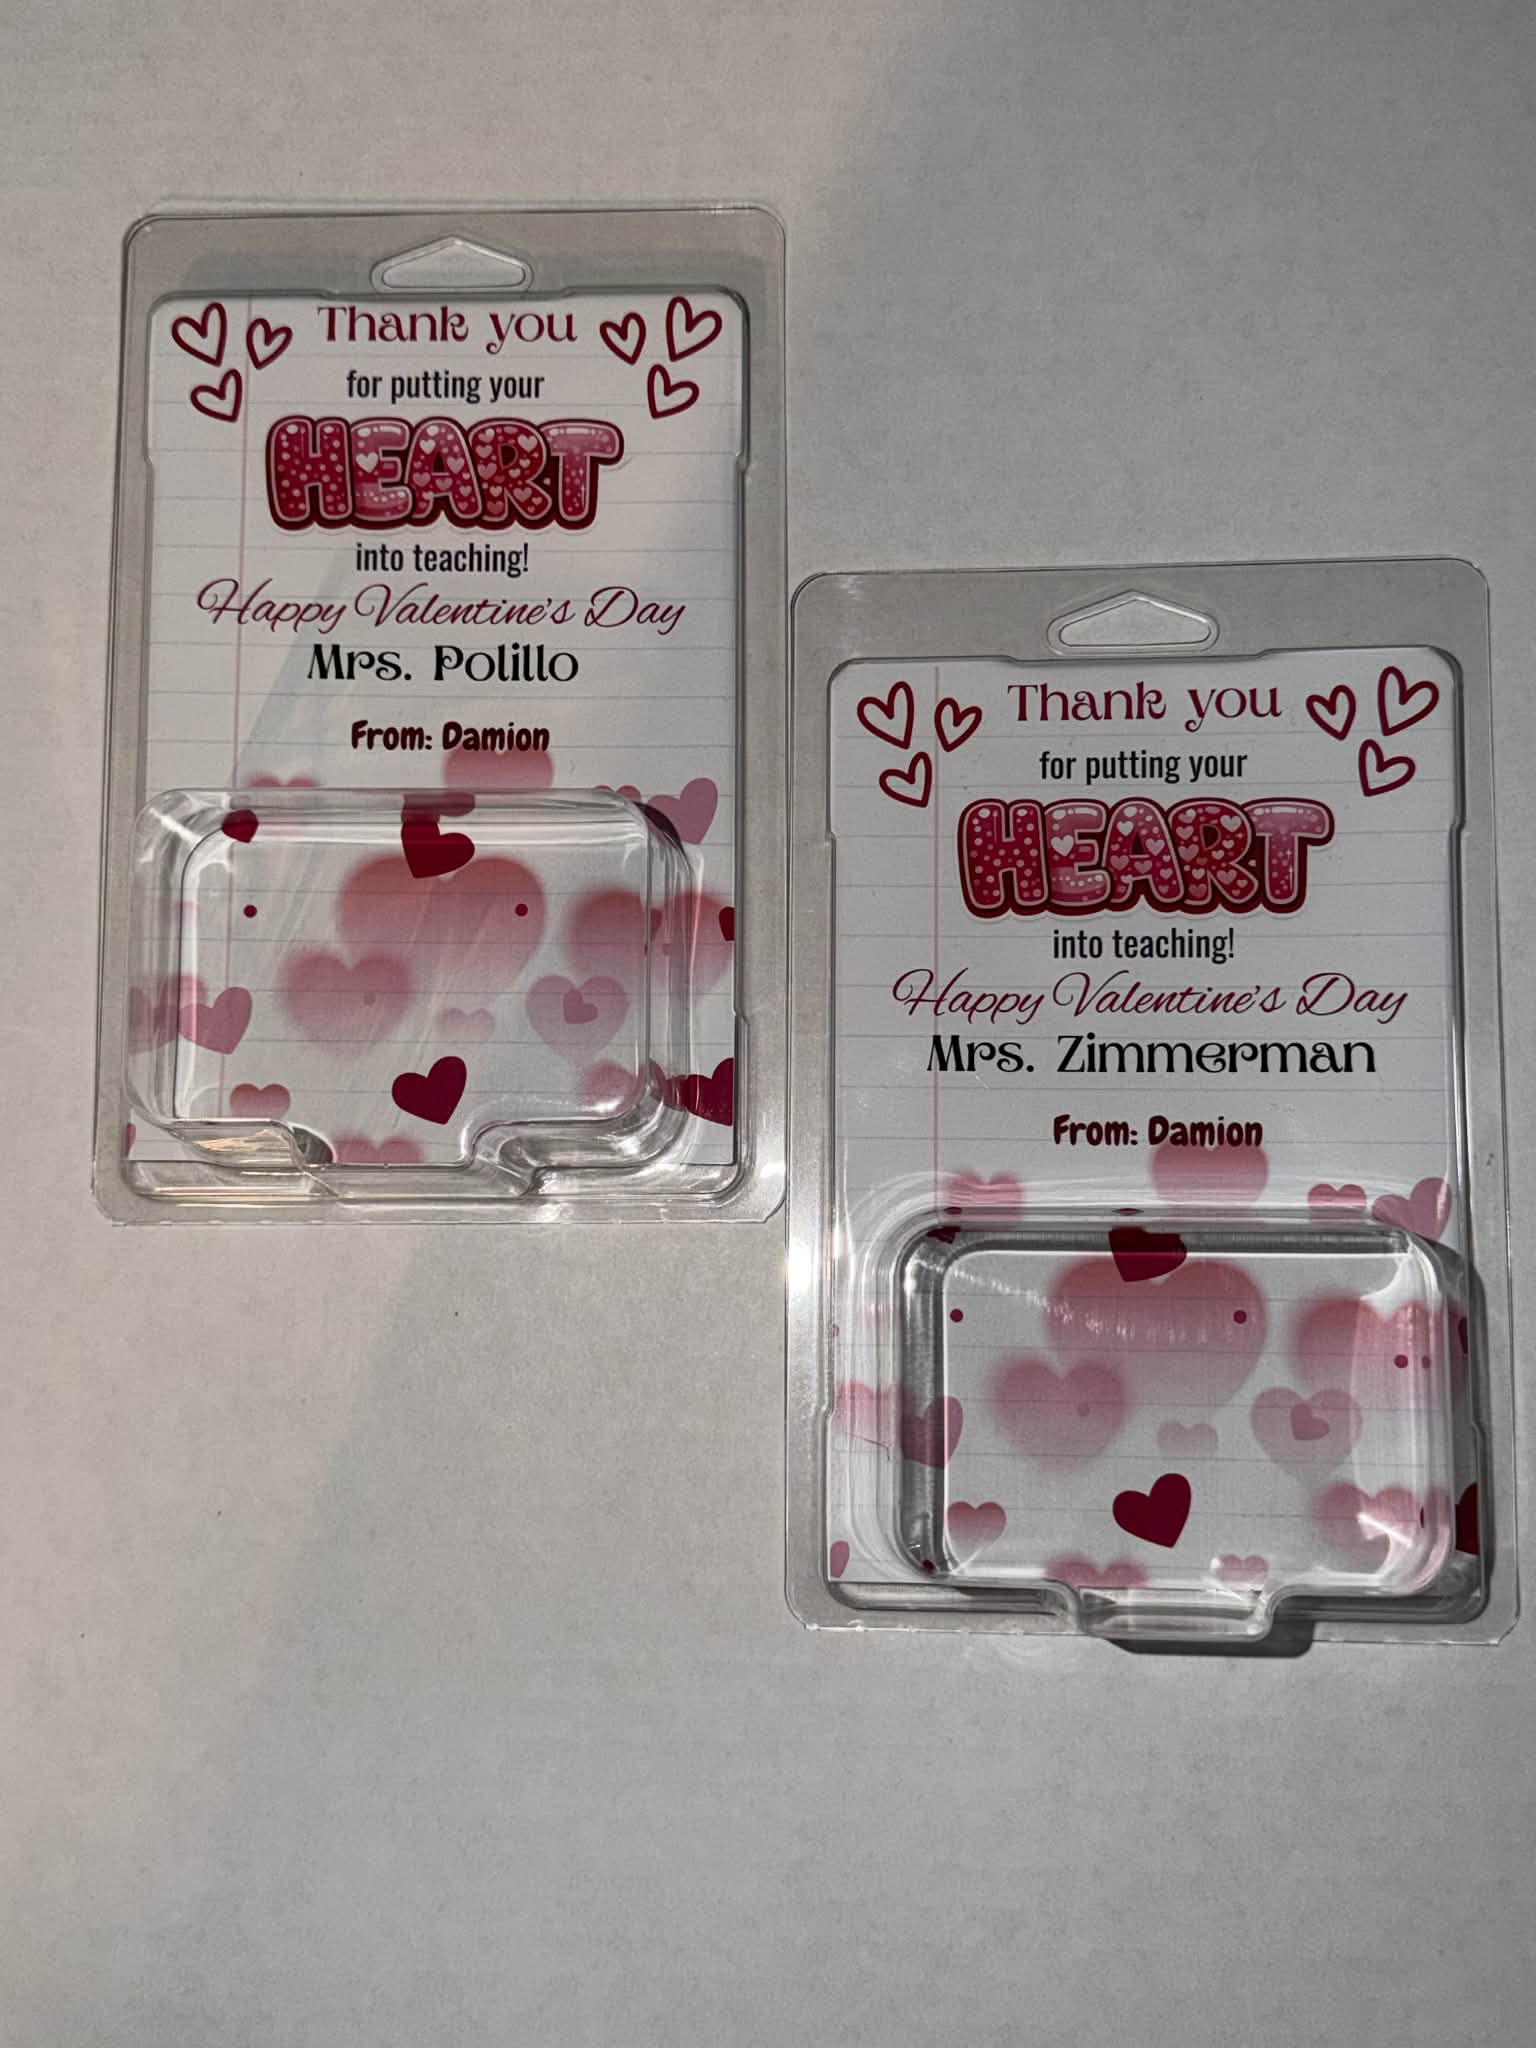 Thank you
for putting your
HEART
into teaching!
Happy Valentine's Day
Mrs. Polillo
From: Damion
Thank you
for putting your
HEART
into teaching!
Happy Valentine's Day
Mrs. Zimmerman
From: Damion